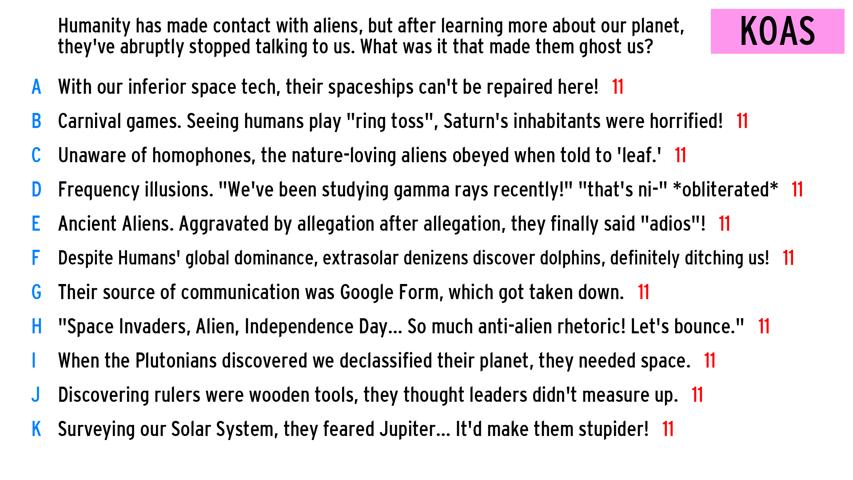 Humanity has made contact with aliens, but after learning more about our planet,
they've abruptly stopped talking to us. What was it that made them ghost us?
KOAS
A With our inferior space tech, their spaceships can't be repaired here! 11
B Carnival games. Seeing humans play "ring toss", Saturn's inhabitants were horrified! 11
C Unaware of homophones, the nature-loving aliens obeyed when told to 'leaf.' 11
D Frequency illusions. "We've been studying gamma rays recently!" "that's ni-" *obliterated* 11
E Ancient Aliens. Aggravated by allegation after allegation, they finally said "adios"! 11
F Despite Humans' global dominance, extrasolar denizens discover dolphins, definitely ditching us! 11
G Their source of communication was Google Form, which got taken down. 11
H "Space Invaders, Alien, Independence Day... So much anti-alien rhetoric! Let's bounce." 11
I When the Plutonians discovered we declassified their planet, they needed space. 11
J Discovering rulers were wooden tools, they thought leaders didn't measure up. 11
K Surveying our Solar System, they feared Jupiter... It'd make them stupider! 11